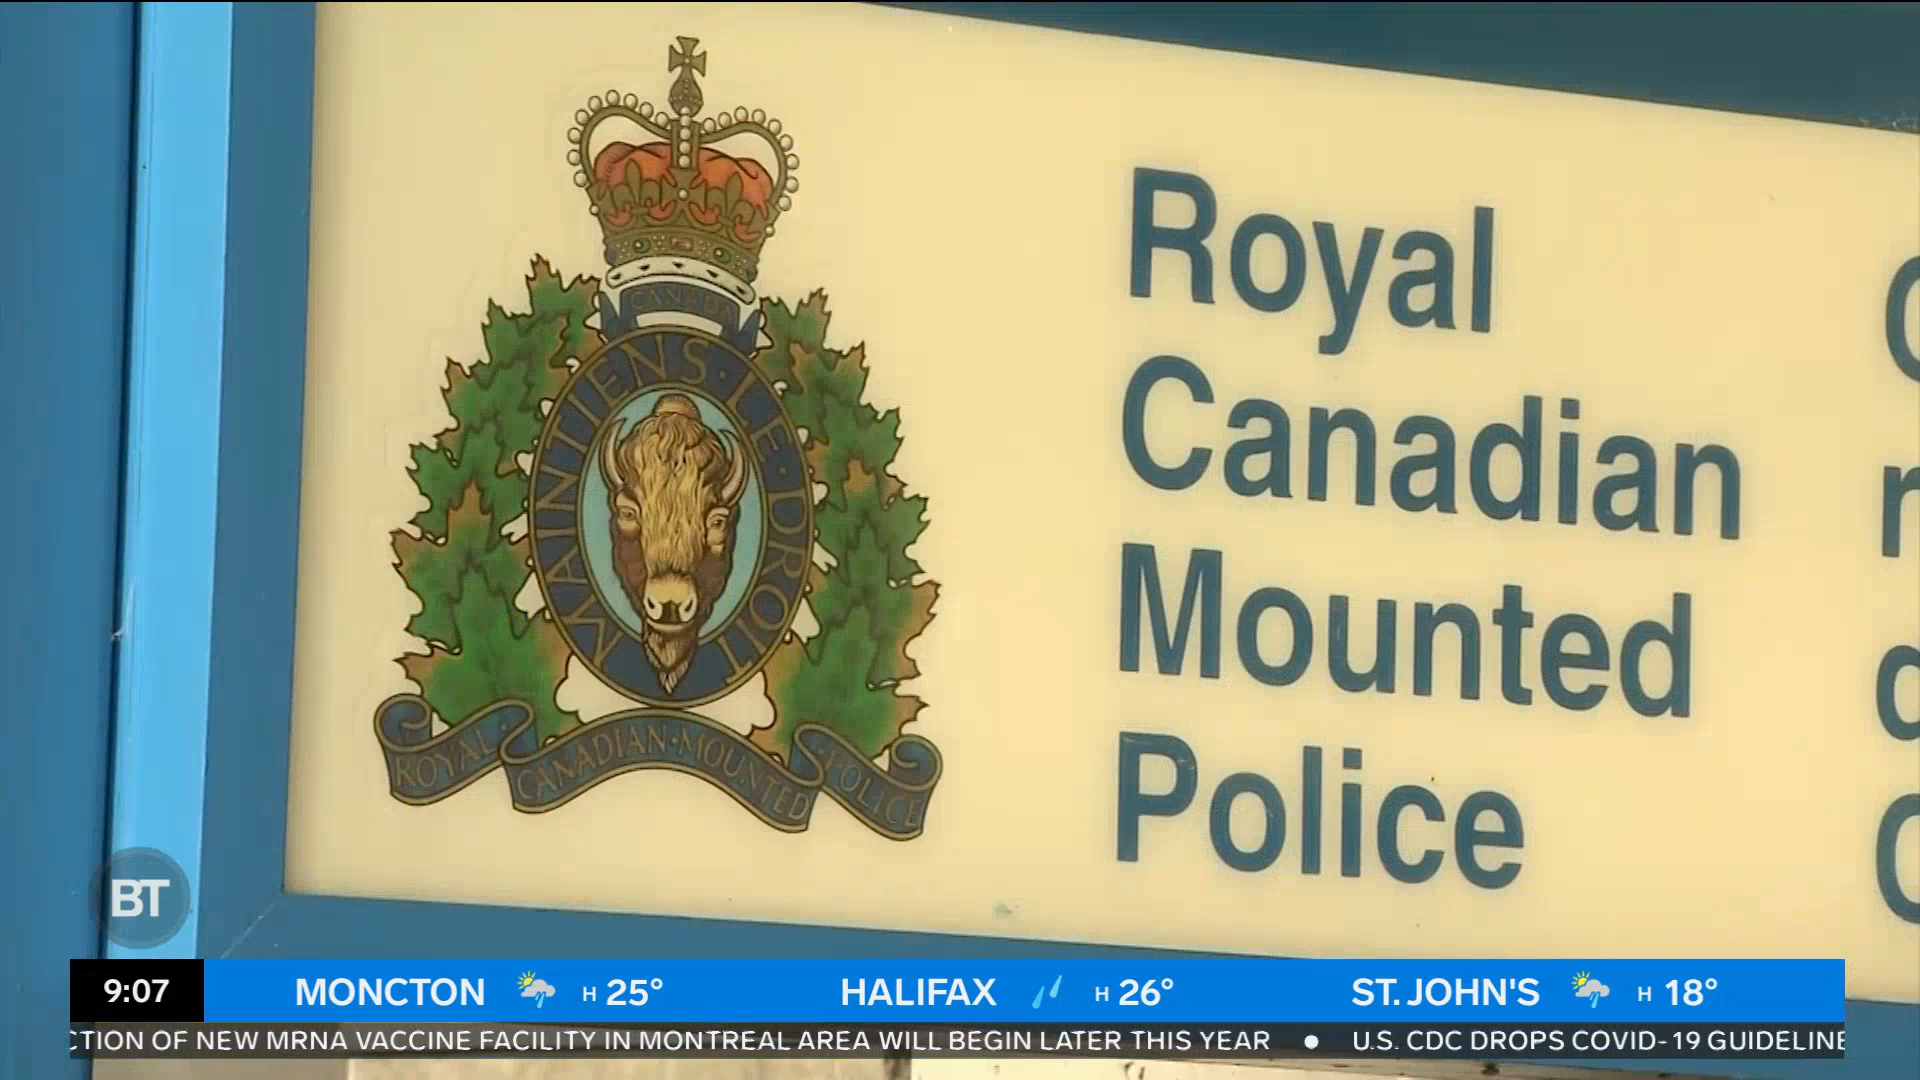 CANADA
MAINTIENS·LE·DROIT
ROYAL · CANADIAN·MOUNTED · POLICE
Royal
Canadian
Mounted
Police
BT
9:07 MONCTON H 25° HALIFAX H 26° ST. JOHN'S H 18°
CTION OF NEW MRNA VACCINE FACILITY IN MONTREAL AREA WILL BEGIN LATER THIS YEAR ● U.S. CDC DROPS COVID-19 GUIDELINE